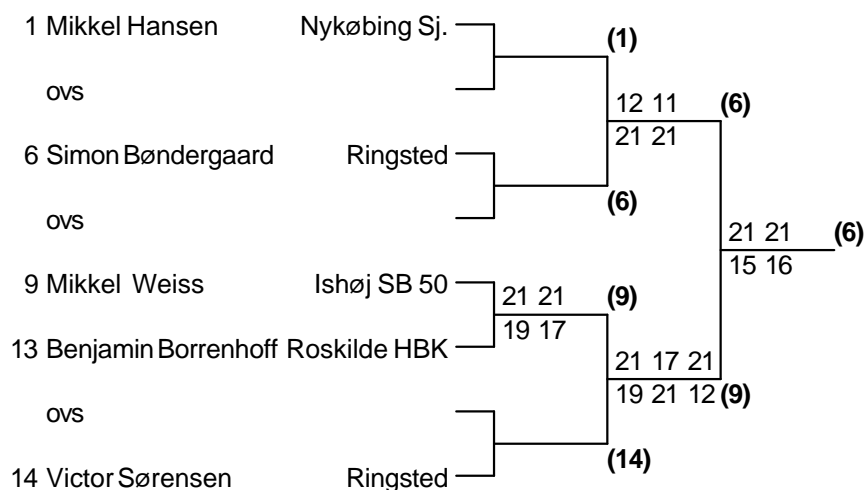 1 Mikkel Hansen Nykøbing Sj.
(1)
ovs
12 11 (6)
21 21
6 Simon Bøndergaard Ringsted
(6)
ovs
21 21 (6)
15 16
9 Mikkel Weiss Ishøj SB 50
21 21 (9)
19 17
13 Benjamin Borrenhoff Roskilde HBK
21 17 21
19 21 12 (9)
ovs
(14)
14 Victor Sørensen Ringsted